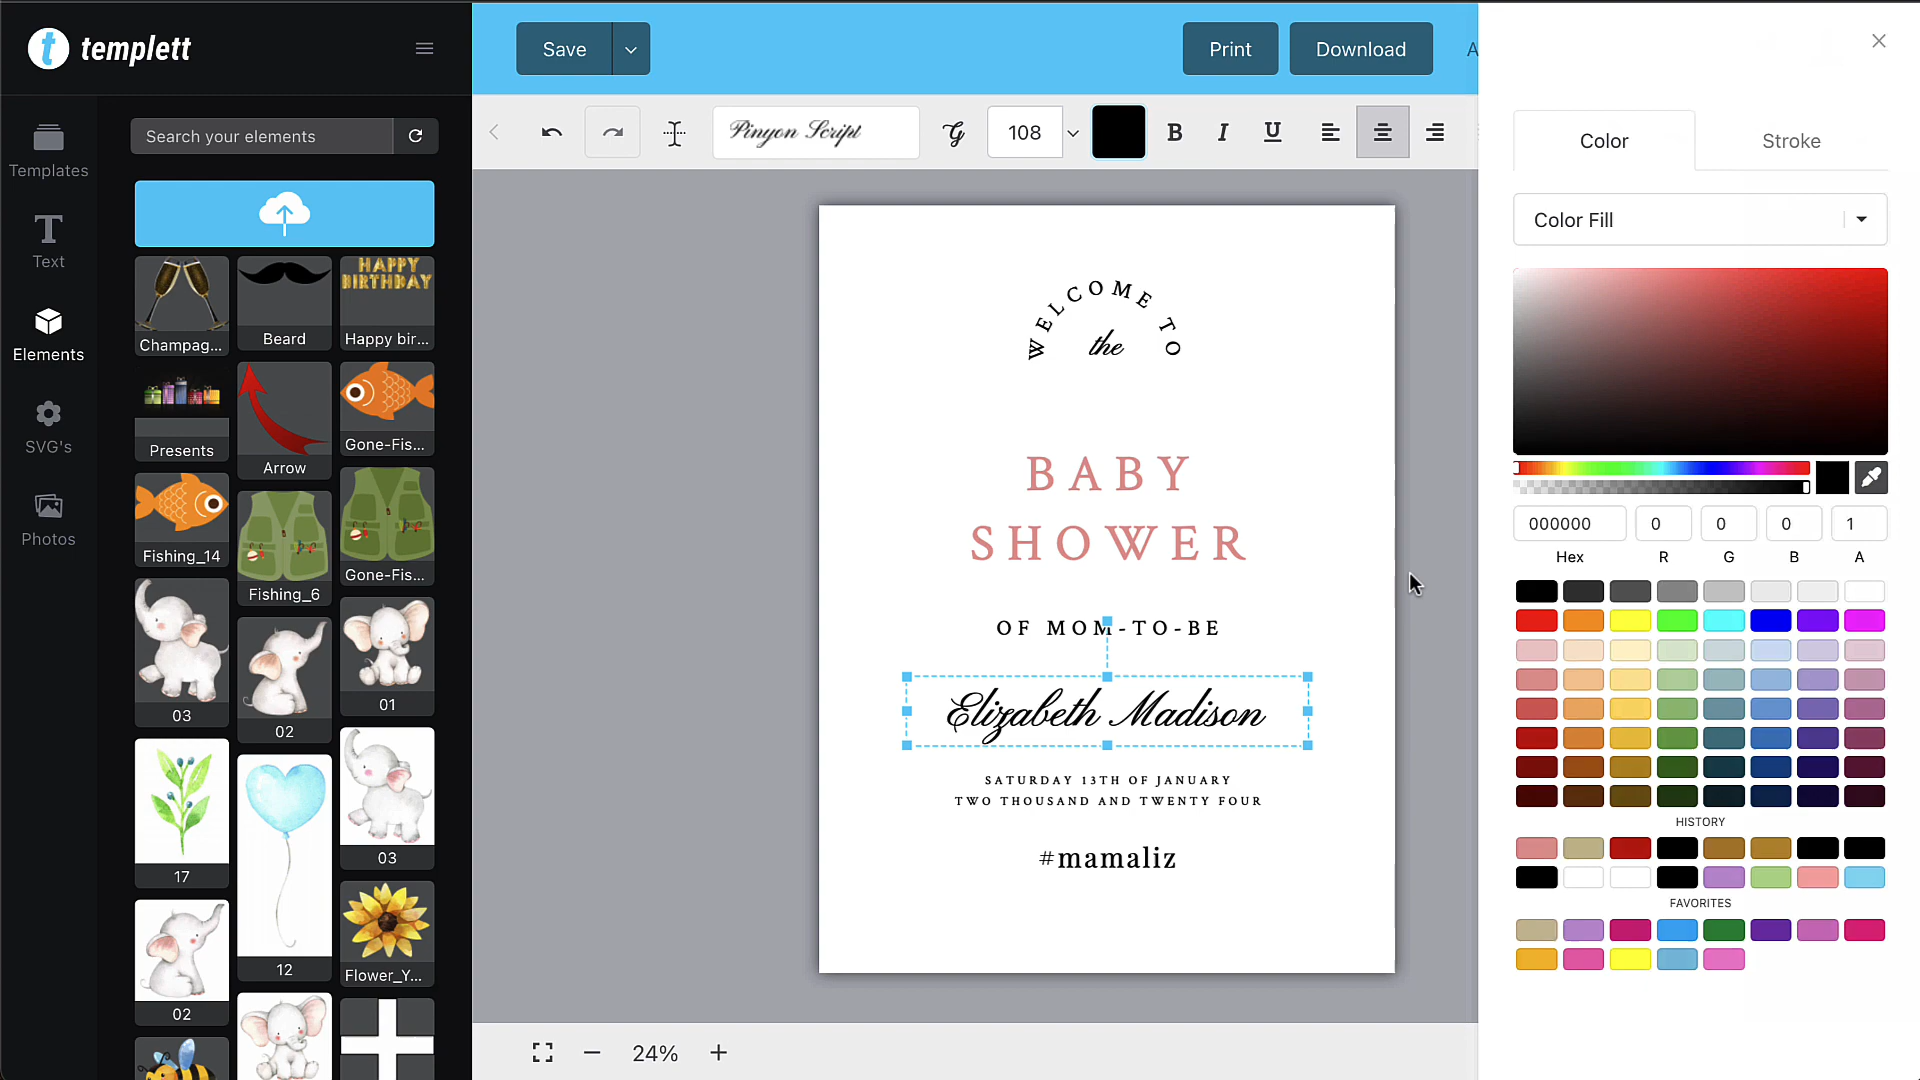 templett
Save
Print
Download
A
Templates
Text
Elements
SVG's
Photos
Search your elements
Champag...
HAPPY
BIRTHDAY
Beard
Happy bir...
Presents
Arrow
Gone-Fis...
Fishing_14
Fishing_6
Gone-Fis...
03
02
01
17
12
03
02
Flower_Y...
Pinyon Script
108
B
I
U
WELCOME TO
the
BABY
SHOWER
OF MOM-TO-BE
Elizabeth Madison
SATURDAY 13TH OF JANUARY
TWO THOUSAND AND TWENTY FOUR
#mamaliz
24%
Color
Stroke
Color Fill
000000
0
0
0
1
Hex
R
G
B
A
HISTORY
FAVORITES